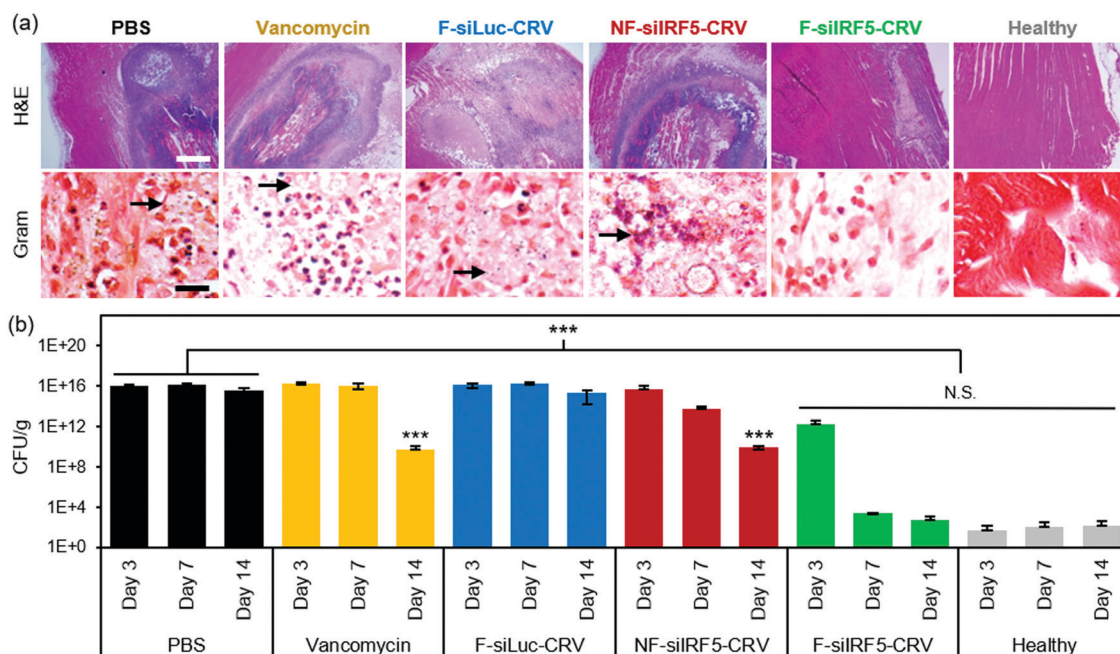 (a)
PBS
Vancomycin
F-siLuc-CRV
NF-siIRF5-CRV
F-siIRF5-CRV
Healthy
H&E
Gram
(b)
***
1E+20
1E+16
1E+12
1E+8
1E+4
1E+0
CFU/g
***
***
N.S.
Day 3
Day 7
Day 14
Day 3
Day 7
Day 14
Day 3
Day 7
Day 14
Day 3
Day 7
Day 14
Day 3
Day 7
Day 14
Day 3
Day 7
Day 14
PBS
Vancomycin
F-siLuc-CRV
NF-siIRF5-CRV
F-siIRF5-CRV
Healthy